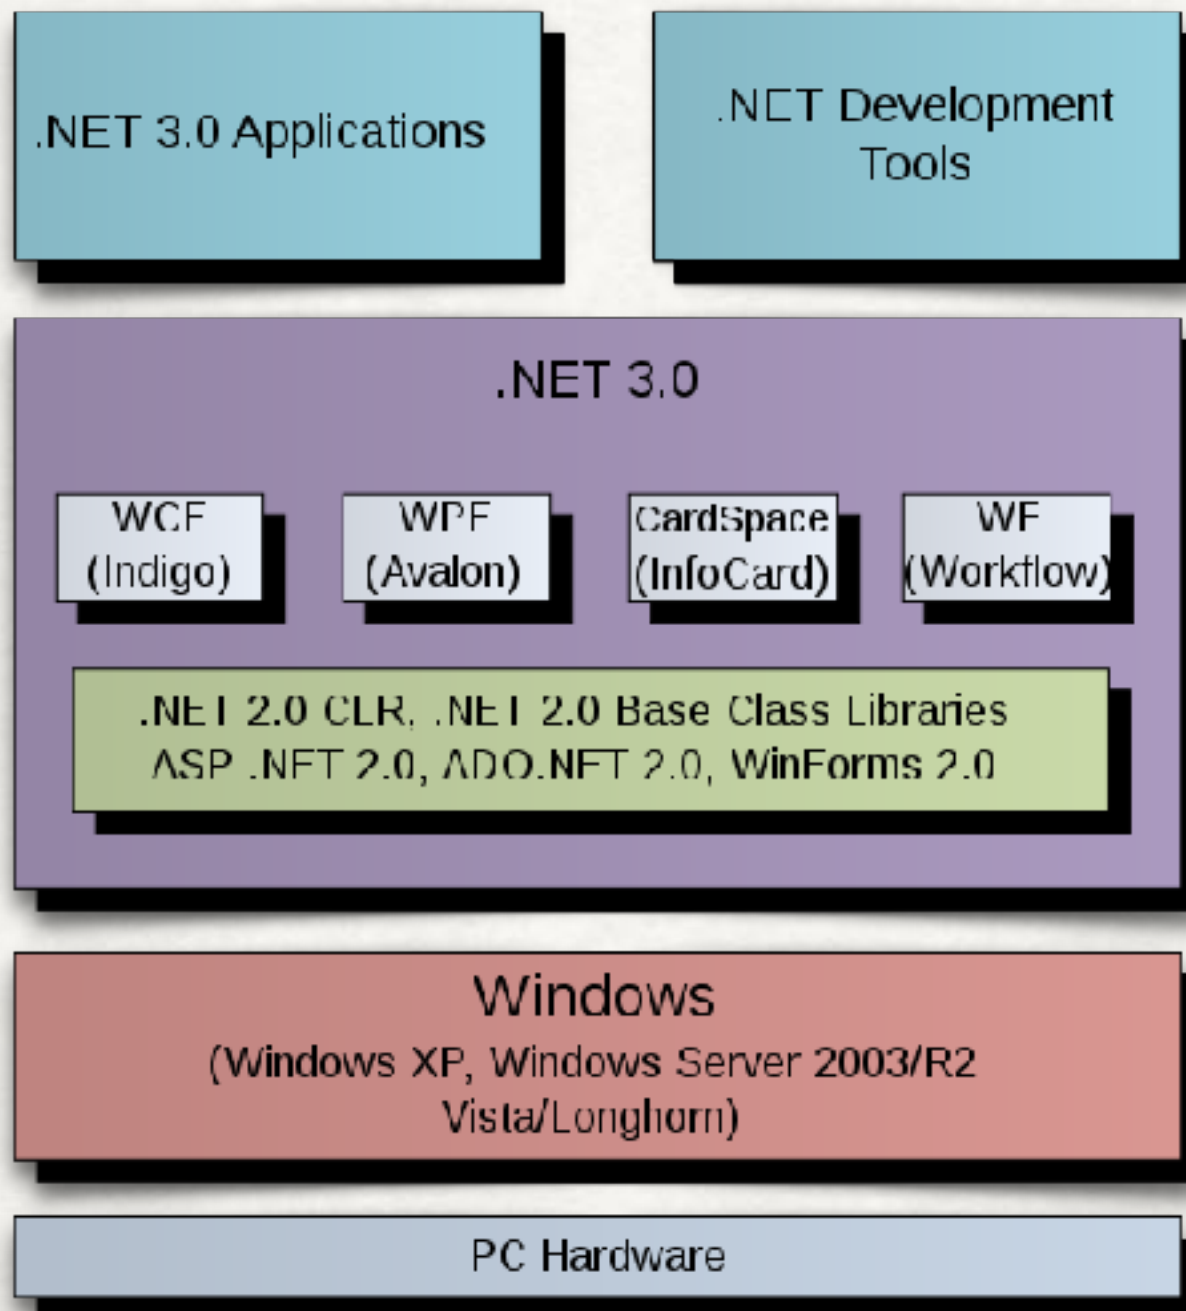 .NET 3.0 Applications
.NET Development
Tools
.NET 3.0
WCF
(Indigo)
WPF
(Avalon)
CardSpace
(InfoCard)
WF
(Workflow)
.NET 2.0 CLR, .NET 2.0 Base Class Libraries
ASP .NET 2.0, ADO.NET 2.0, WinForms 2.0
Windows
(Windows XP, Windows Server 2003/R2
Vista/Longhorn)
PC Hardware